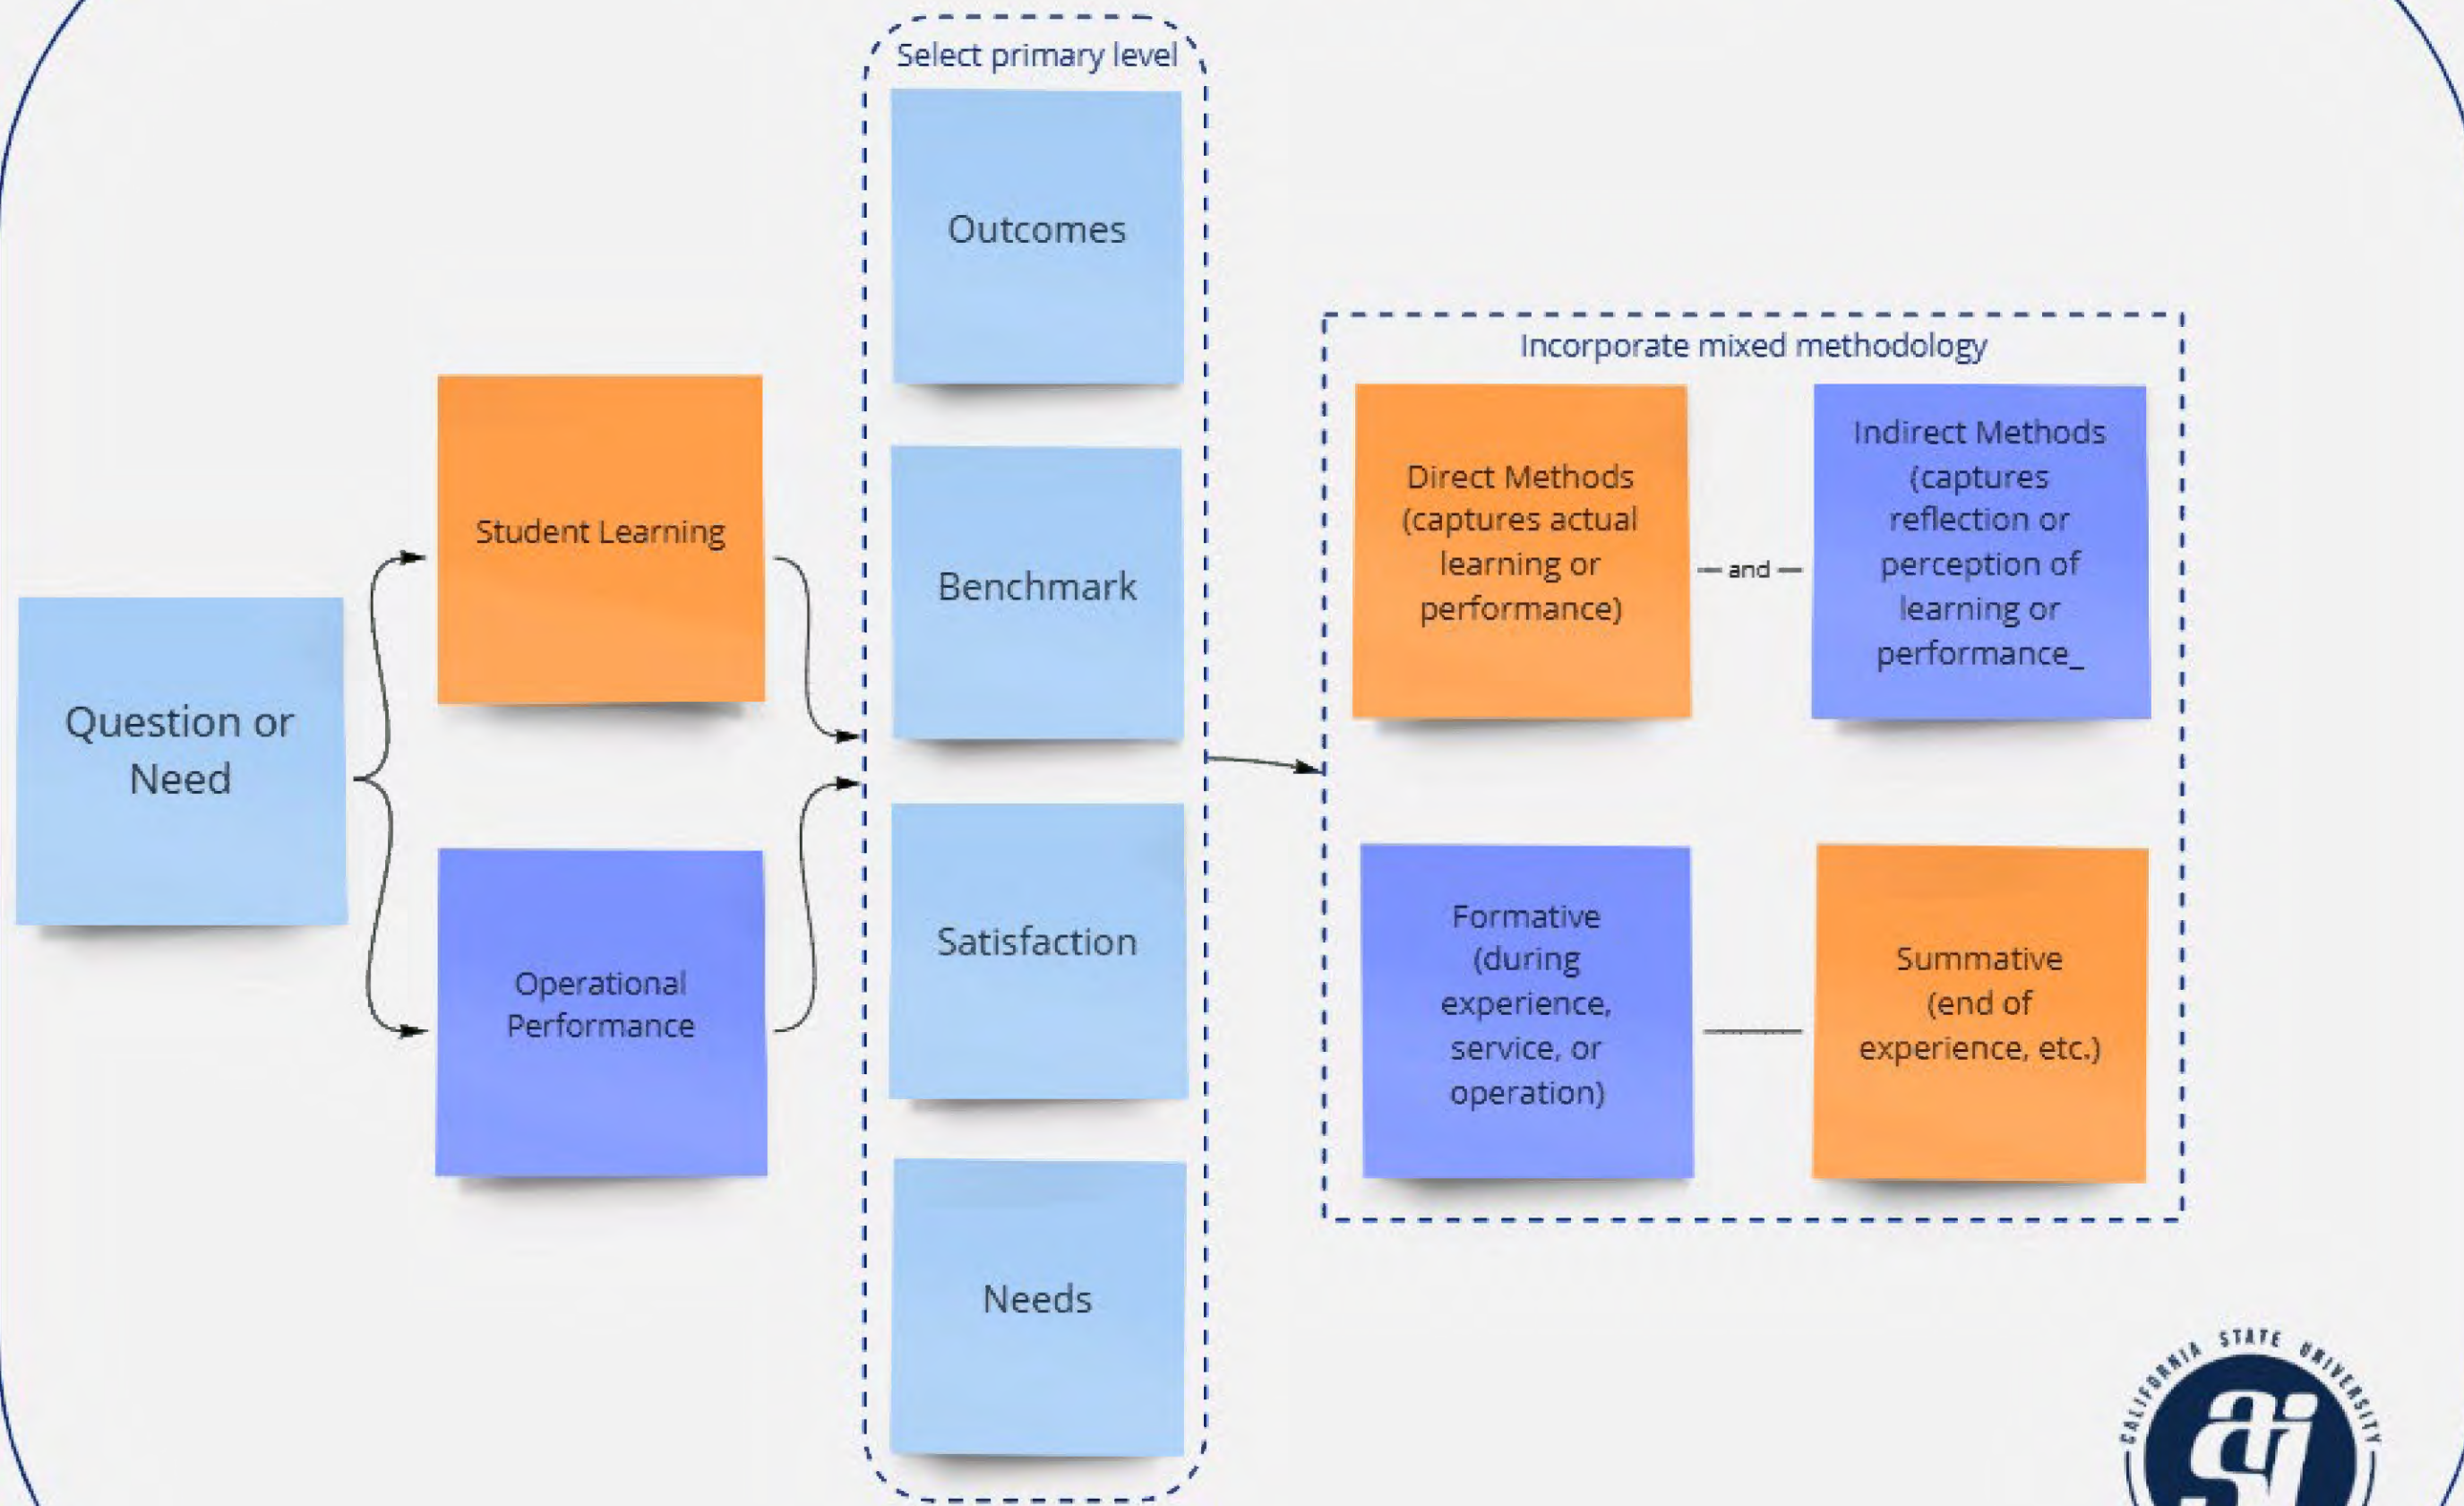 Select primary level
Outcomes
Benchmark
Satisfaction
Needs
Question or
Need
Student Learning
Operational
Performance
Incorporate mixed methodology
Direct Methods
(captures actual
learning or
performance)
and
Indirect Methods
(captures
reflection or
perception of
learning or
performance_
Formative
(during
experience,
service, or
operation)
Summative
(end of
experience, etc.)
CALIFORNIA STATE UNIVERSITY